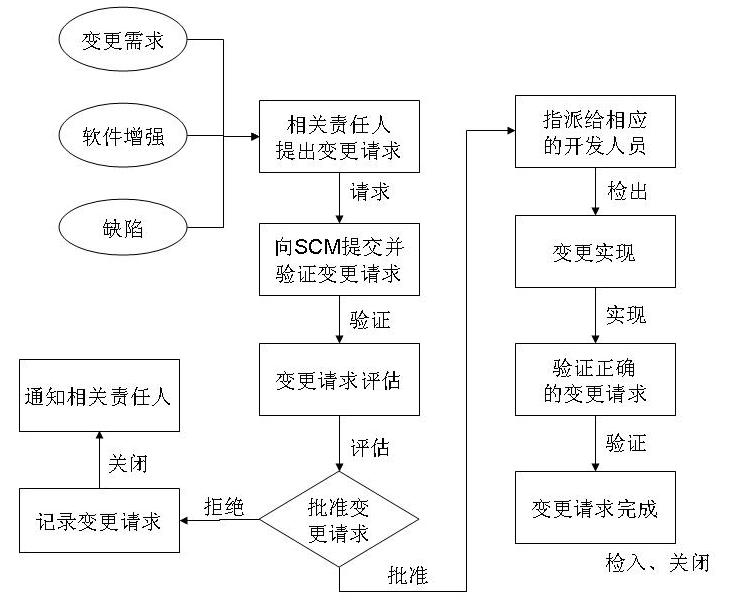 变更需求
软件增强
缺陷
相关责任人
提出变更请求
请求
向SCM提交并
验证变更请求
验证
变更请求评估
评估
批准变
更请求
拒绝
记录变更请求
关闭
通知相关责任人
批准
指派给相应
的开发人员
检出
变更实现
实现
验证正确
的变更请求
验证
变更请求完成
检入、关闭